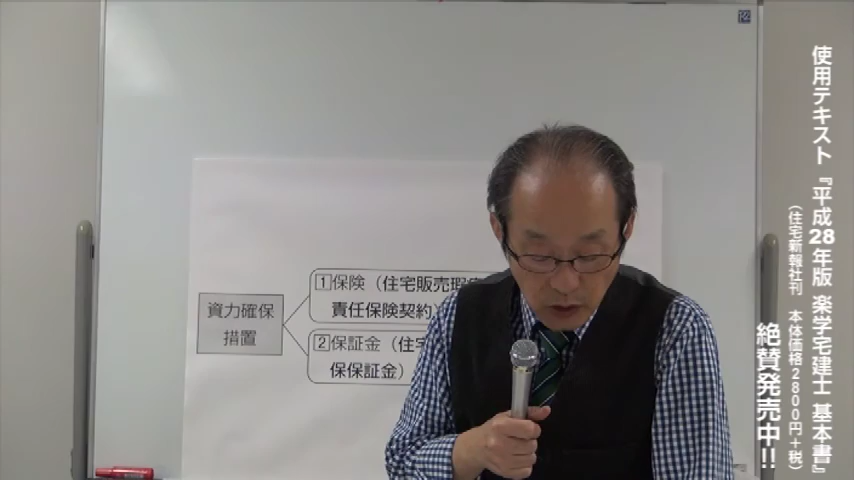 資力確保
措置
1 保険(住宅販売瑕
責任保険契約
2 保証金(住宅
保保証金)
使用テキスト『平成28年版 楽学宅建士 基本書』
(住宅新報社刊 本体価格2800円+税)
絶賛発売中!!